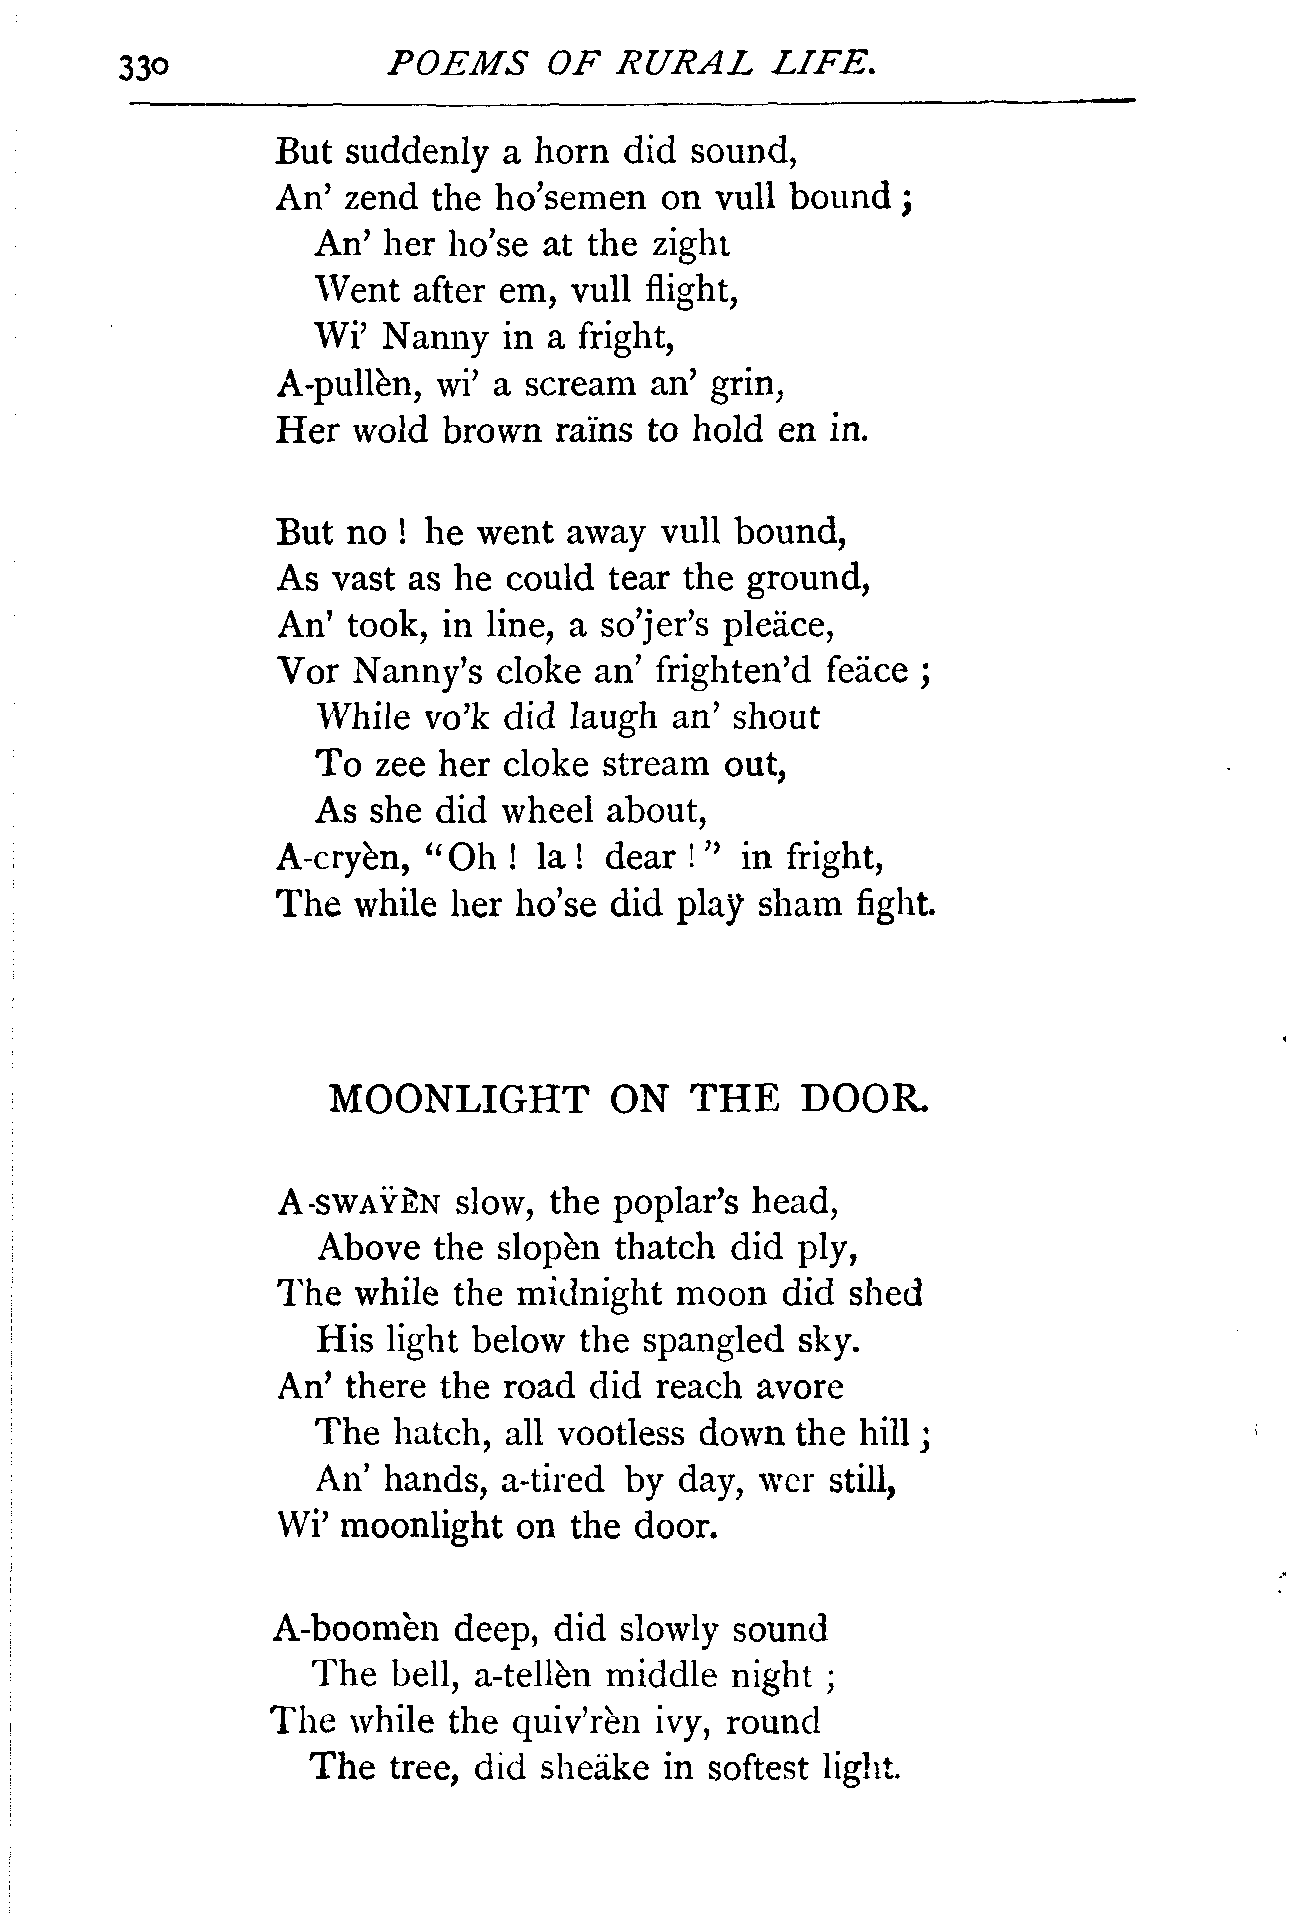 330 POEMS OF RURAL LIFE.
But suddenly a horn did sound,
An' zend the ho'semen on vull bound ;
An' her ho'se at the zight
Went after em, vull flight,
Wi' Nanny in a fright,
A-pullèn, wi' a scream an' grin,
Her wold brown raïns to hold en in.
But no ! he went away vull bound,
As vast as he could tear the ground,
An' took, in line, a so'jer's pleäce,
Vor Nanny's cloke an' frighten'd feäce ;
While vo'k did laugh an' shout
To zee her cloke stream out,
As she did wheel about,
A-cryèn, “Oh ! la ! dear !” in fright,
The while her ho'se did plaÿ sham fight.
MOONLIGHT ON THE DOOR.
A-SWAŸÈN slow, the poplar's head,
Above the slopèn thatch did ply,
The while the midnight moon did shed
His light below the spangled sky.
An' there the road did reach avore
The hatch, all vootless down the hill ;
An' hands, a-tired by day, wer still,
Wi' moonlight on the door.
A-boomèn deep, did slowly sound
The bell, a-tellèn middle night ;
The while the quiv'rèn ivy, round
The tree, did sheäke in softest light.